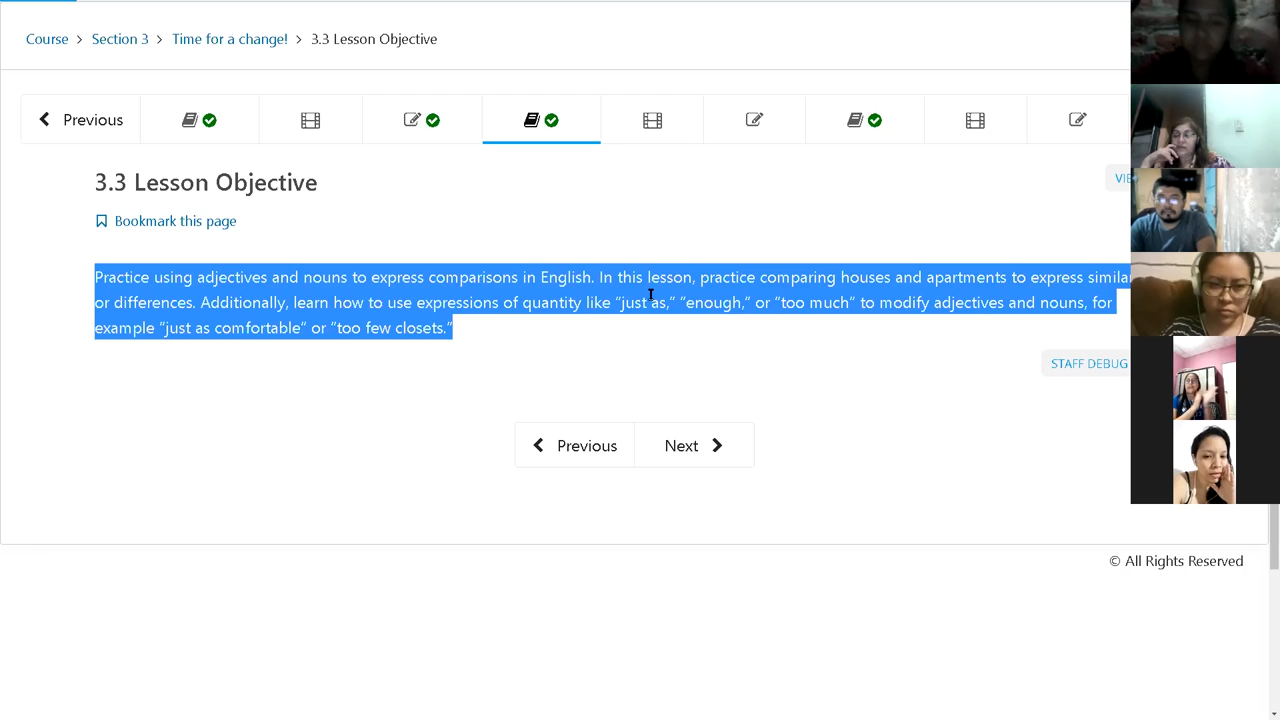 Course > Section 3 > Time for a change! > 3.3 Lesson Objective
Previous
3.3 Lesson Objective
Bookmark this page
Practice using adjectives and nouns to express comparisons in English. In this lesson, practice comparing houses and apartments to express
or differences. Additionally, learn how to use expressions of quantity like “just as,” “enough,” or “too much” to modify adjectives and nouns, for
example “just as comfortable” or “too few closets.”
STAFF DEBUG
Previous Next
© All Rights Reserved